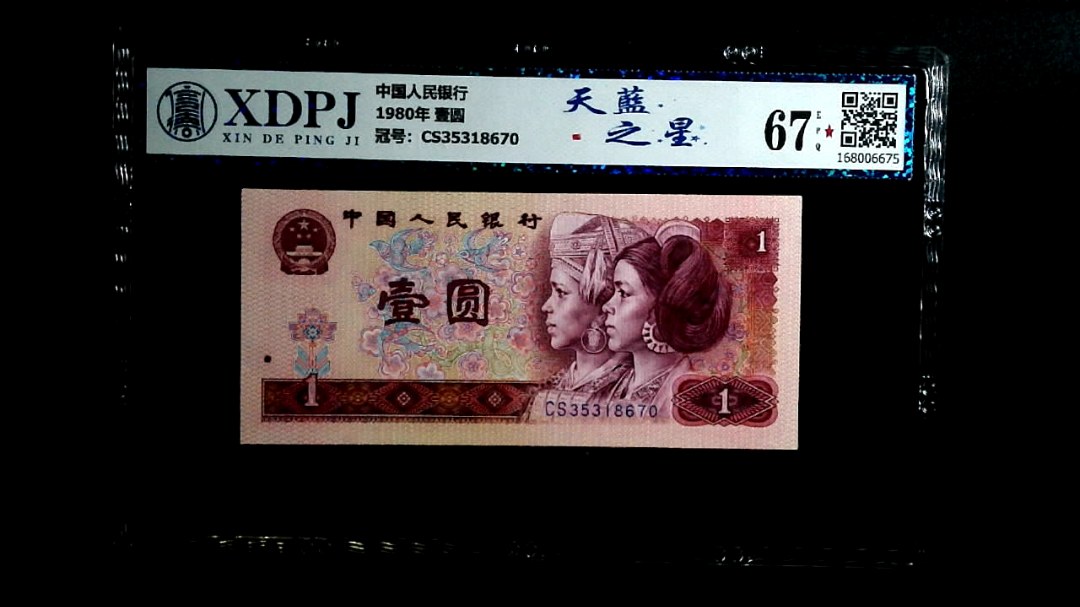 XDPJ
XIN DE PING JI
中国人民银行
1980年 壹圆
冠号: CS35318670
天藍
之星
67
EPQ
168006675
中国人民银行
1
壹圆
1
CS35318670
1